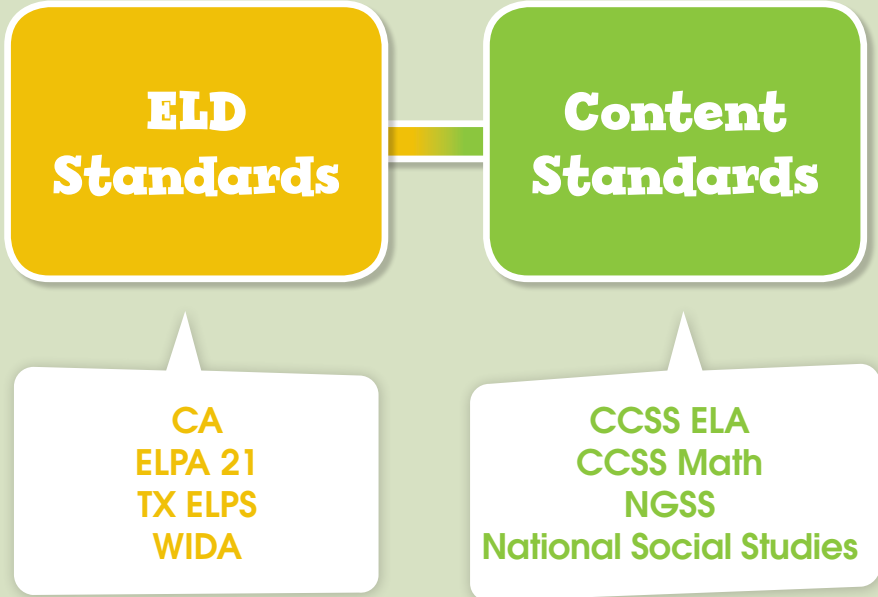 ELD
Standards
Content
Standards
CA
ELPA 21
TX ELPS
WIDA
CCSS ELA
CCSS Math
NGSS
National Social Studies